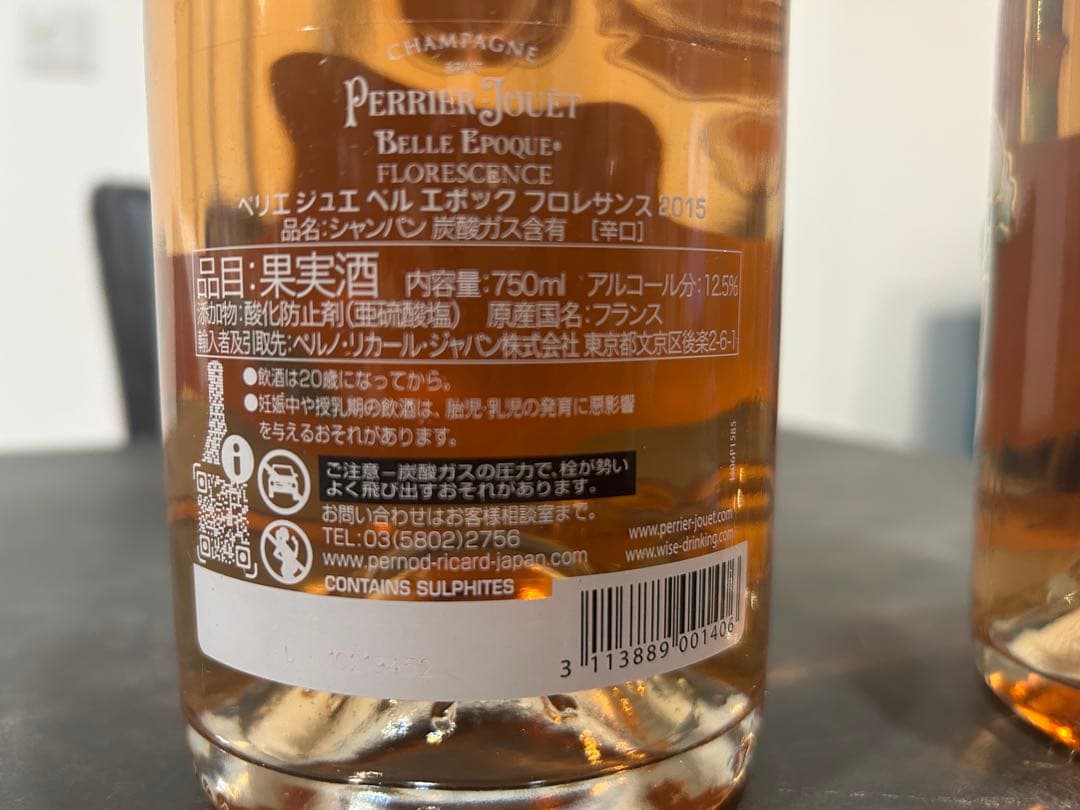 CHAMPAGNE
PERRIER-JOUËT
BELLE EPOQUE
FLORESCENCE
ペリエ ジュエ ベル エポック フロレサンス 2015
品名:シャンパン 炭酸ガス含有 [辛口]
品目:果実酒 内容量:750ml アルコール分:12.5%
添加物:酸化防止剤(亜硫酸塩) 原産国名:フランス
輸入者及引取先:ペルノ・リカール・ジャパン株式会社 東京都文京区後楽2-6-1
●飲酒は20歳になってから。
●妊娠中や授乳期の飲酒は、胎児・乳児の発育に悪影響
を与えるおそれがあります。
ご注意－炭酸ガスの圧力で、栓が勢い
よく飛び出すおそれがあります。
お問い合わせはお客様相談室まで。
TEL:03(5802)2756
www.pernod-ricard-japan.com
CONTAINS SULPHITES
www.perrier-jouet.com
www.wise-drinking.com
3 113889 001406